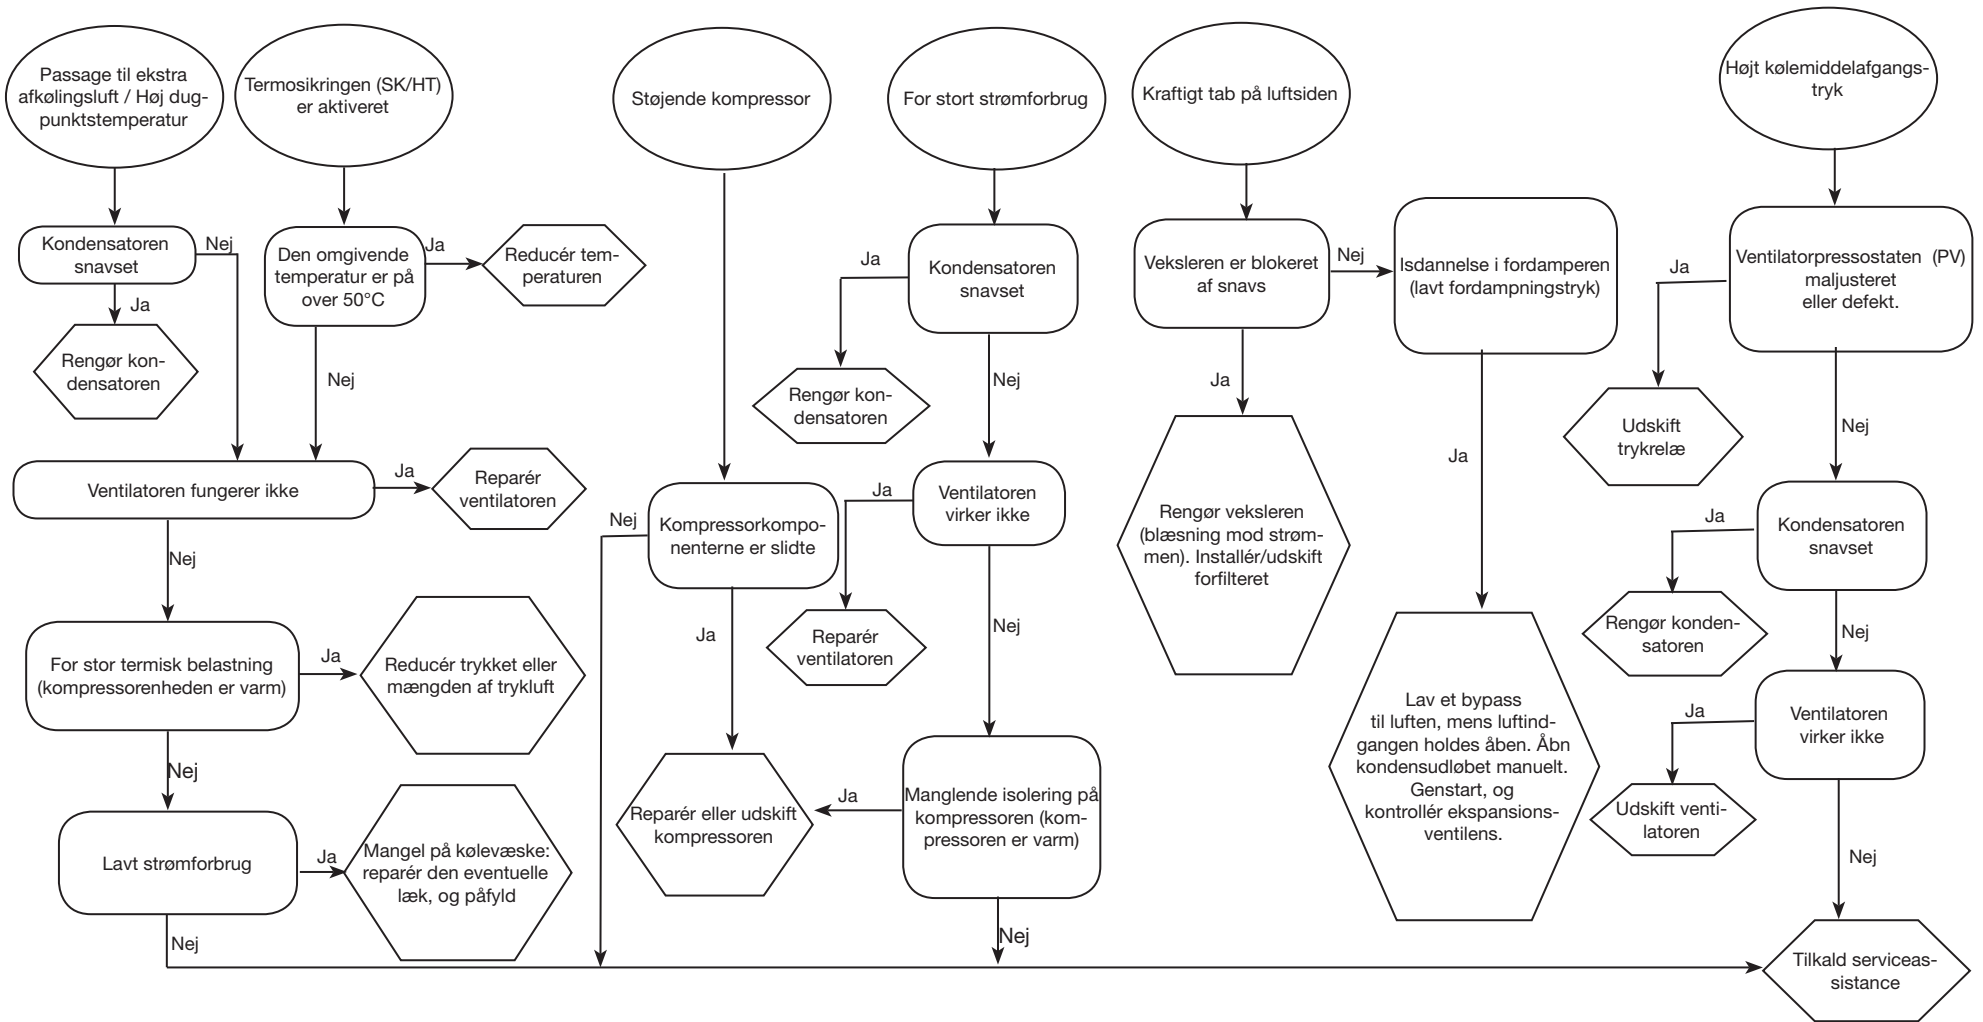 Passage til ekstra
afkølingsluft / Høj dug-
punktstemperatur
Kondensatoren
snavset
Nej
Ja
Rengør kon-
densatoren
Termosikringen (SK/HT)
er aktiveret
Den omgivende
temperatur er på
over 50°C
Ja
Reducér tem-
peraturen
Nej
Ventilatoren fungerer ikke
Ja
Reparér
ventilatoren
Nej
For stor termisk belastning
(kompressorenheden er varm)
Ja
Reducér trykket eller
mængden af trykluft
Nej
Lavt strømforbrug
Ja
Mangel på kølevæske:
reparér den eventuelle
læk, og påfyld
Nej
Støjende kompressor
Kompressorkompo-
nenterne er slidte
Nej
Ja
Reparér eller udskift
kompressoren
For stort strømforbrug
Kondensatoren
snavset
Ja
Rengør kon-
densatoren
Nej
Ventilatoren
virker ikke
Ja
Reparér
ventilatoren
Nej
Manglende isolering på
kompressoren (kom-
pressoren er varm)
Ja
Nej
Kraftigt tab på luftsiden
Veksleren er blokeret
af snavs
Nej
Ja
Rengør veksleren
(blæsning mod strøm-
men). Installér/udskift
forfilteret
Isdannelse i fordamperen
(lavt fordampningstryk)
Ja
Lav et bypass
til luften, mens luftind-
gangen holdes åben. Åbn
kondensudløbet manuelt.
Genstart, og
kontrollér ekspansions-
ventilens.
Højt kølemiddelafgangs-
tryk
Ventilatorpressostaten (PV)
maljusteret
eller defekt.
Ja
Udskift
trykrelæ
Nej
Kondensatoren
snavset
Ja
Rengør konden-
satoren
Nej
Ventilatoren
virker ikke
Ja
Udskift venti-
latoren
Nej
Tilkald serviceas-
sistance